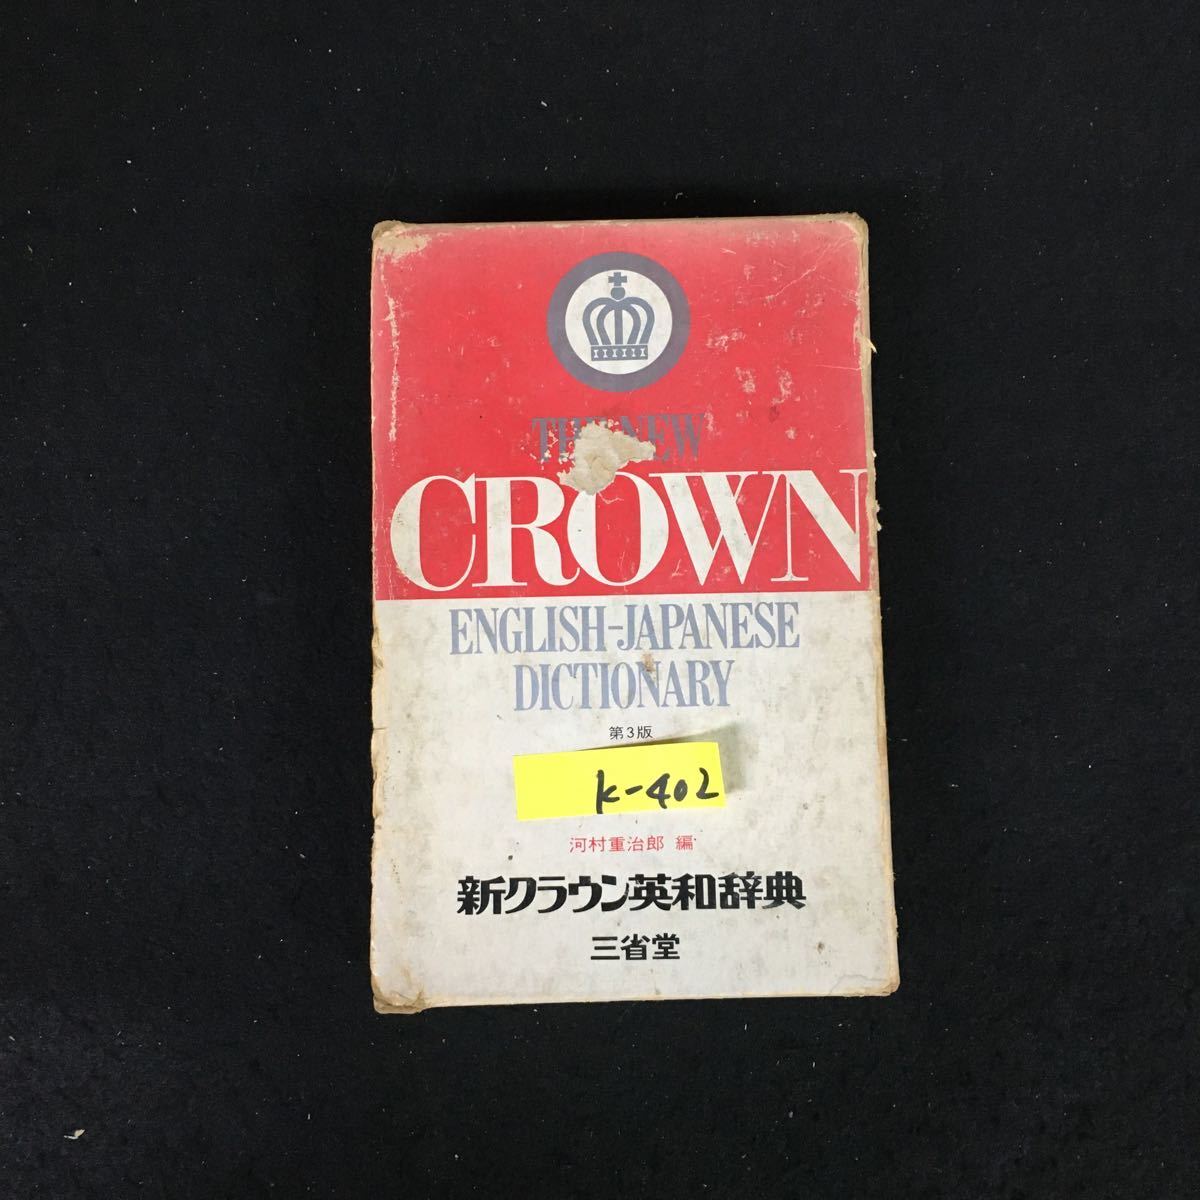 THE NEW
CROWN
ENGLISH-JAPANESE
DICTIONARY
第3版
K-402
河村重治郎 編
新クラウン英和辞典
三省堂